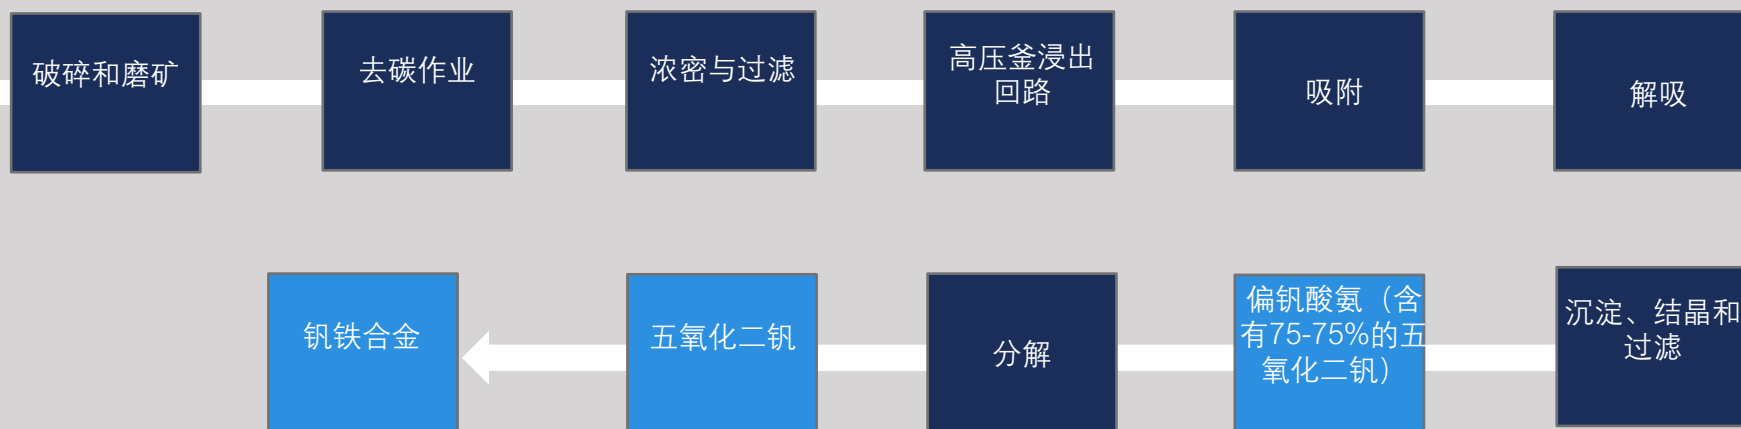 破碎和磨矿
去碳作业
浓密与过滤
高压釜浸出
回路
吸附
解吸
钒铁合金
五氧化二钒
分解
偏钒酸氨（含
有75-75%的五
氧化二钒）
沉淀、结晶和
过滤